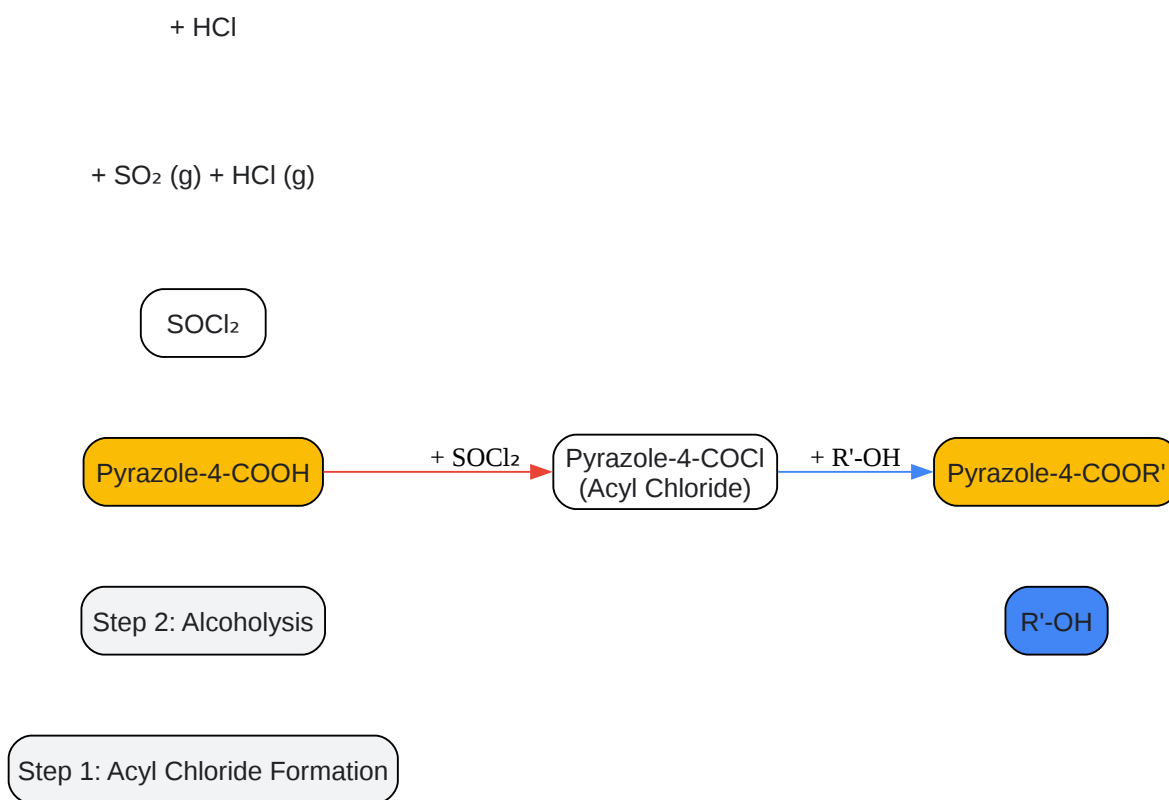 + HCl
+ SO₂ (g) + HCl (g)
SOCl₂
Pyrazole-4-COOH
+ SOCl₂
Pyrazole-4-COCl
(Acyl Chloride)
+ R'-OH
Pyrazole-4-COOR'
Step 2: Alcoholysis
R'-OH
Step 1: Acyl Chloride Formation